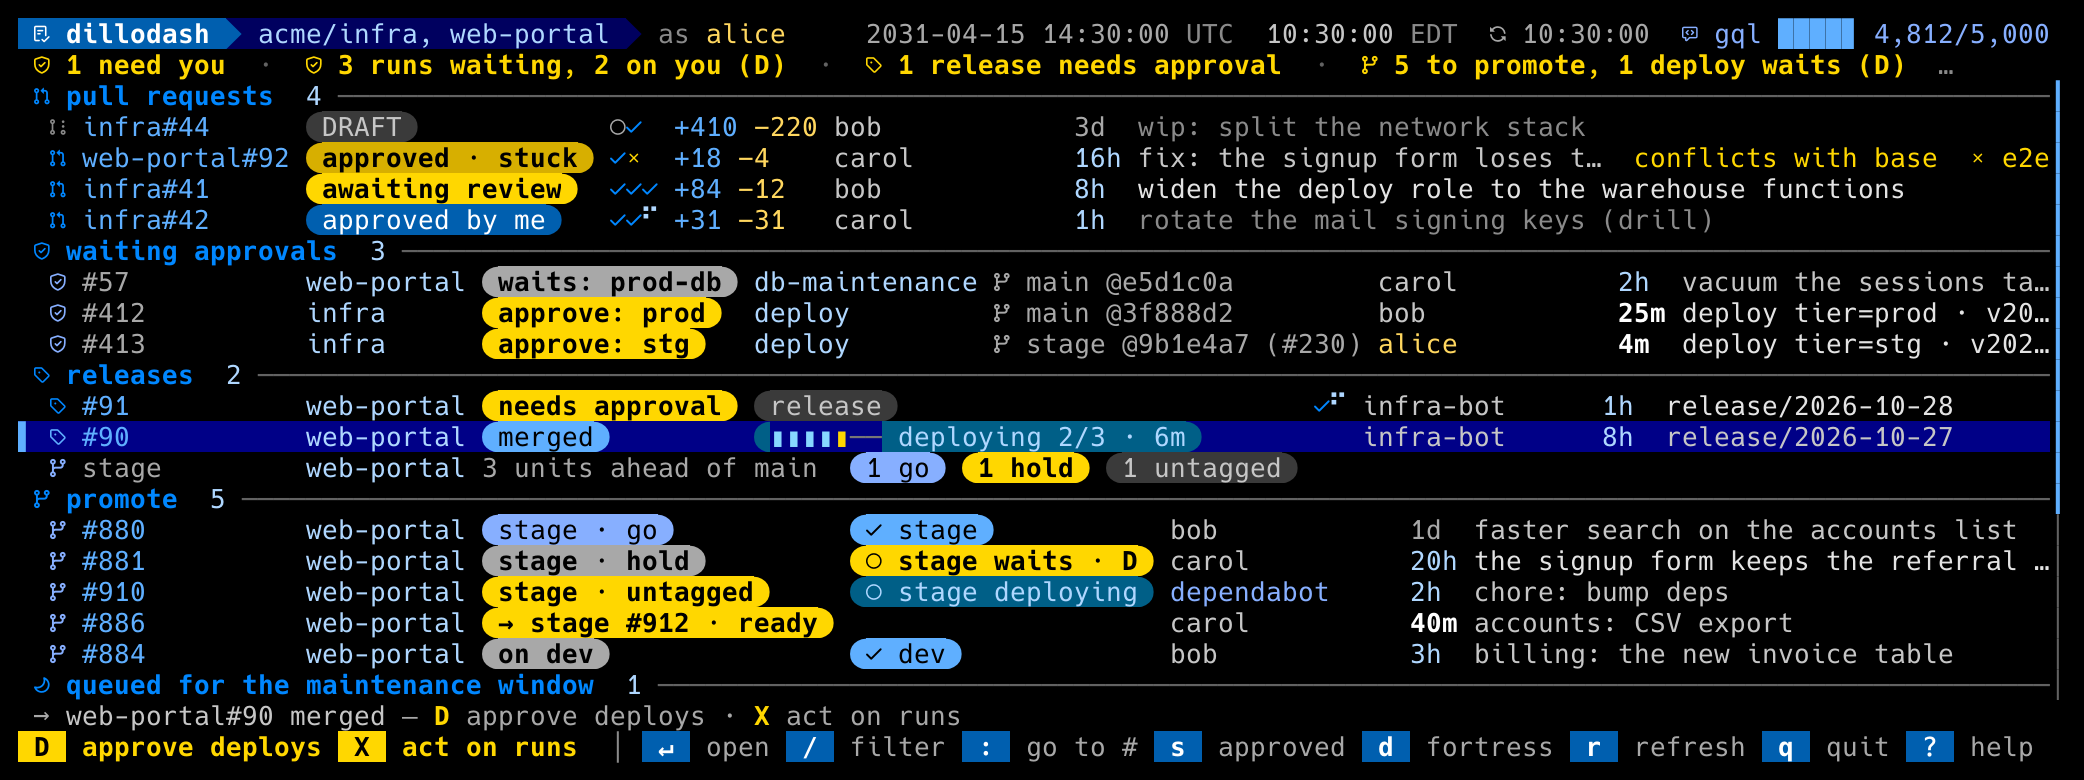 dillodash acme/infra, web-portal as alice 2031-04-15 14:30:00 UTC 10:30:00 EDT 10:30:00 gql 4,812/5,000
1 need you · 3 runs waiting, 2 on you (D) · 1 release needs approval · 5 to promote, 1 deploy waits (D) …
pull requests 4
infra#44 DRAFT ○✓ +410 −220 bob 3d wip: split the network stack
web-portal#92 approved · stuck ✓× +18 −4 carol 16h fix: the signup form loses t… conflicts with base × e2e
infra#41 awaiting review ✓✓✓ +84 −12 bob 8h widen the deploy role to the warehouse functions
infra#42 approved by me ✓✓ +31 −31 carol 1h rotate the mail signing keys (drill)
waiting approvals 3
#57 web-portal waits: prod-db db-maintenance main @e5d1c0a carol 2h vacuum the sessions ta…
#412 infra approve: prod deploy main @3f888d2 bob 25m deploy tier=prod · v20…
#413 infra approve: stg deploy stage @9b1e4a7 (#230) alice 4m deploy tier=stg · v202…
releases 2
#91 web-portal needs approval release ✓ infra-bot 1h release/2026-10-28
#90 web-portal merged deploying 2/3 · 6m infra-bot 8h release/2026-10-27
stage web-portal 3 units ahead of main 1 go 1 hold 1 untagged
promote 5
#880 web-portal stage · go ✓ stage bob 1d faster search on the accounts list
#881 web-portal stage · hold ○ stage waits · D carol 20h the signup form keeps the referral …
#910 web-portal stage · untagged ○ stage deploying dependabot 2h chore: bump deps
#886 web-portal → stage #912 · ready carol 40m accounts: CSV export
#884 web-portal on dev ✓ dev bob 3h billing: the new invoice table
queued for the maintenance window 1
→ web-portal#90 merged — D approve deploys · X act on runs
D approve deploys X act on runs │ ↵ open / filter : go to # s approved d fortress r refresh q quit ? help